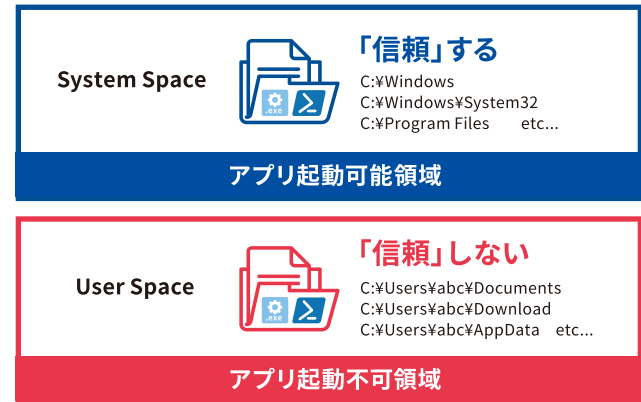 System Space
.exe
「信頼」する
C:¥Windows
C:¥Windows¥System32
C:¥Program Files etc...
アプリ起動可能領域
User Space
.exe
「信頼」しない
C:¥Users¥abc¥Documents
C:¥Users¥abc¥Download
C:¥Users¥abc¥AppData etc...
アプリ起動不可領域